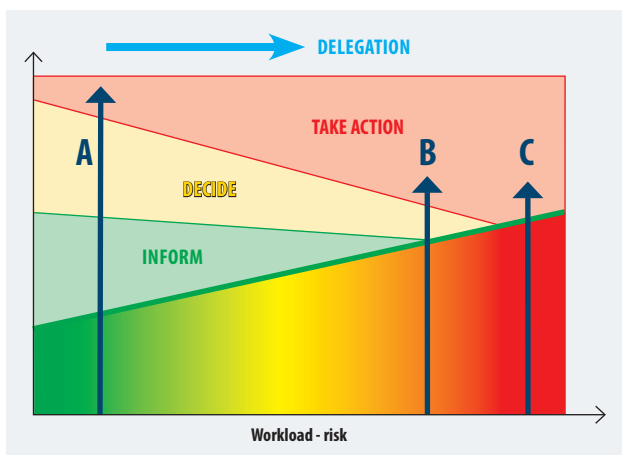 DELEGATION
TAKE ACTION
A
B
C
DECIDE
INFORM
Workload - risk